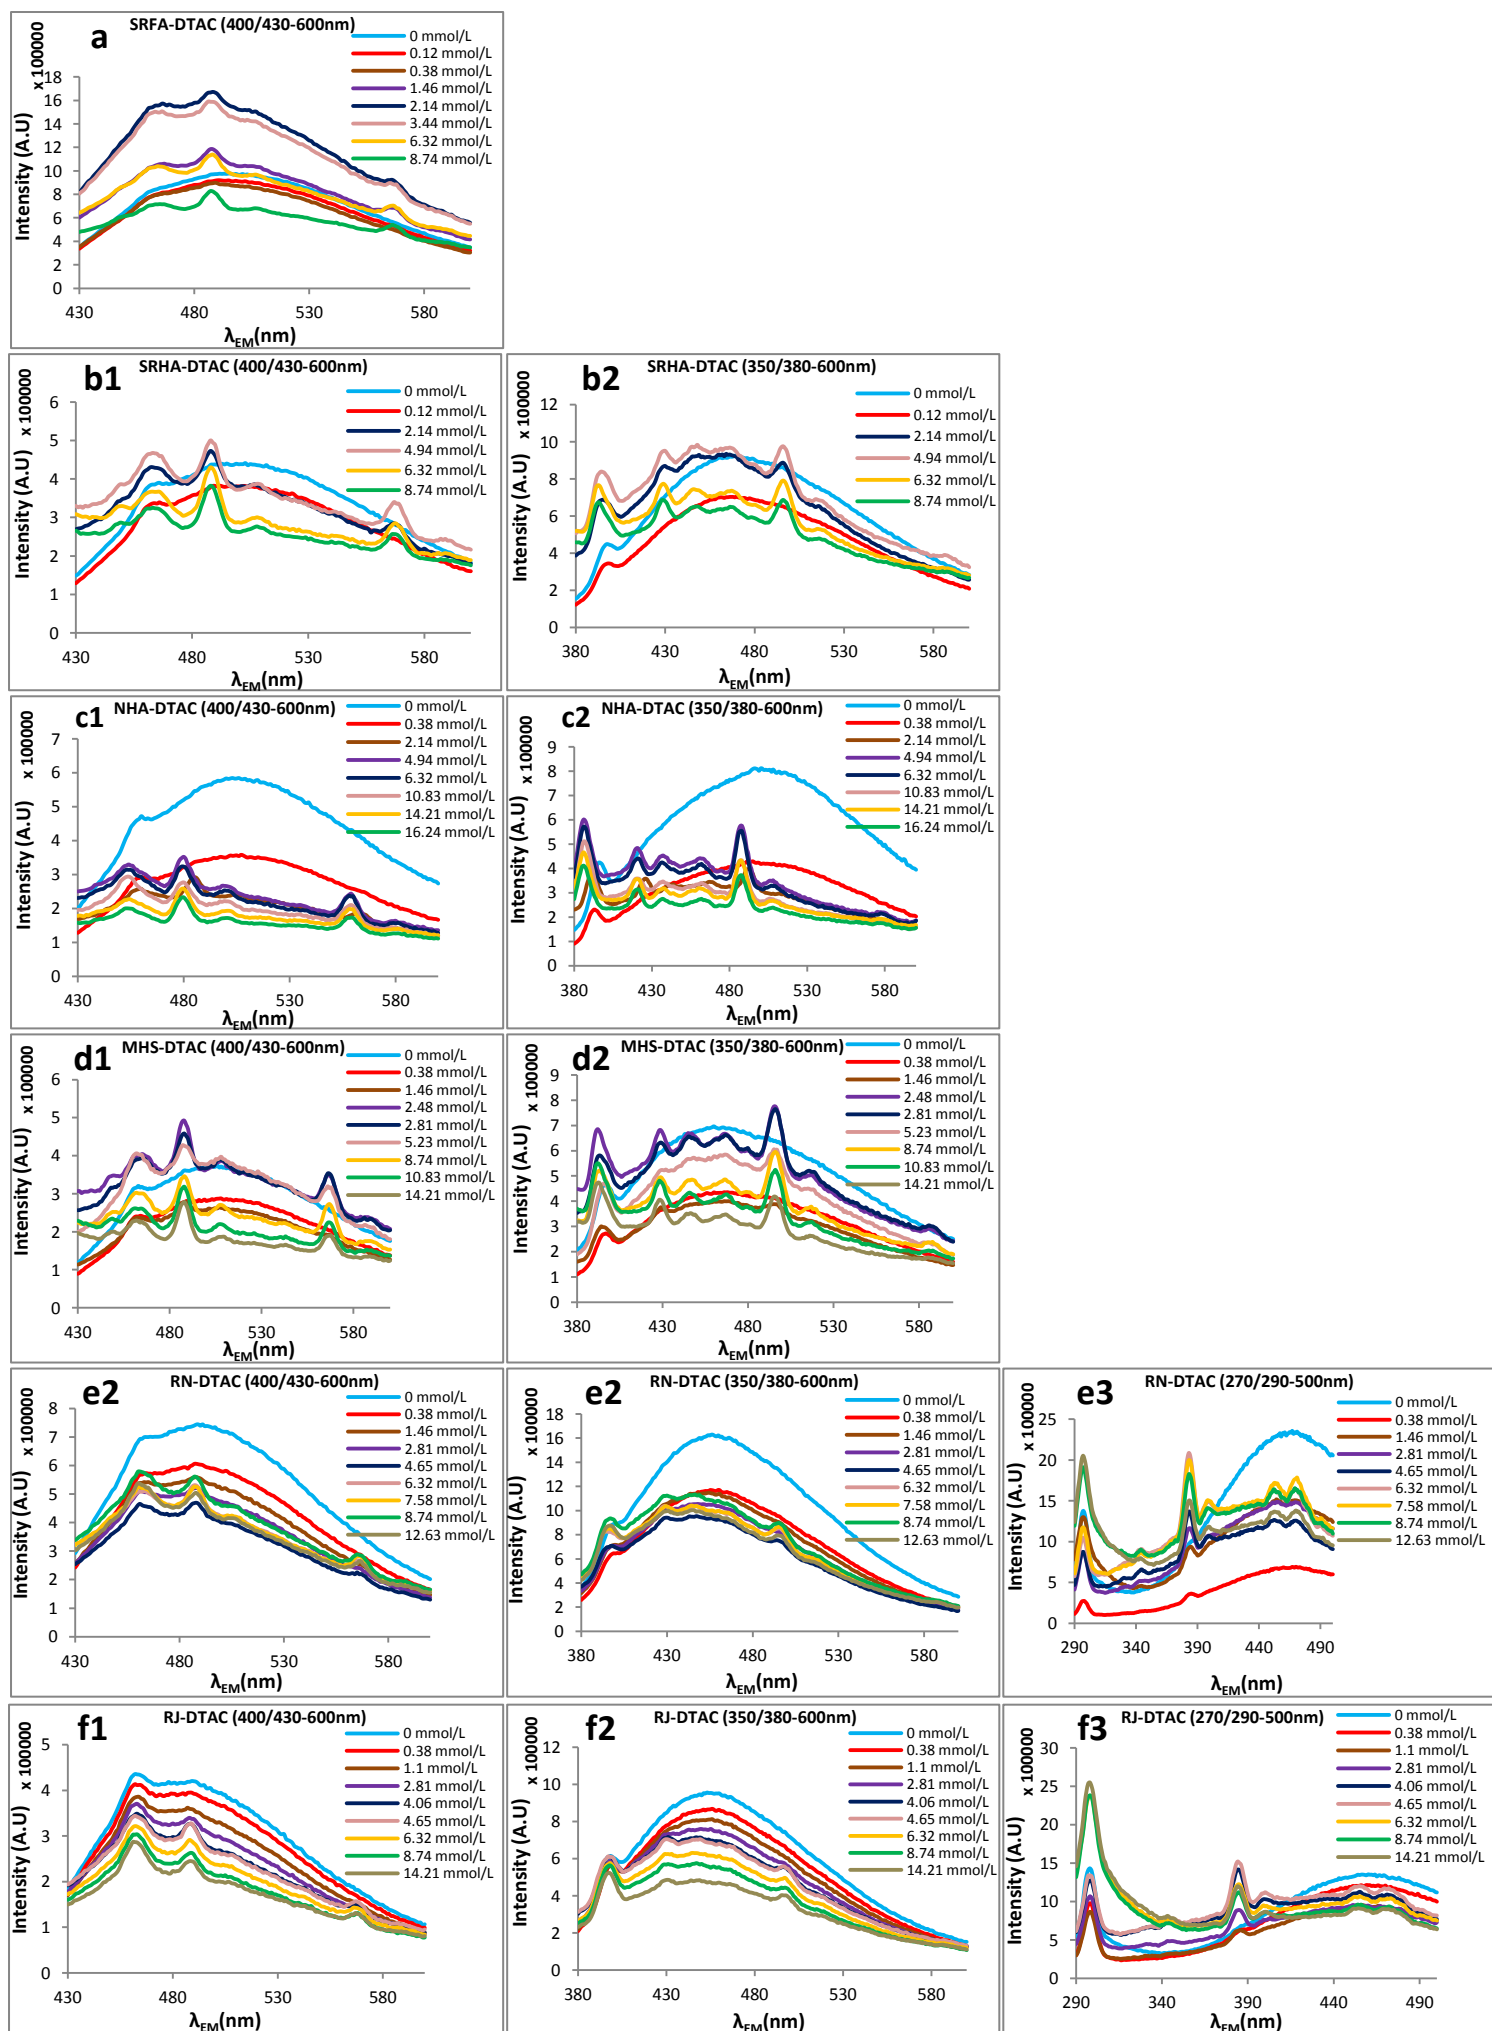 a
SRFA-DTAC (400/430-600nm)
Intensity (A.U)
x 100000
0
2
4
6
8
10
12
14
16
18
430
480
530
580
λEM(nm)
0 mmol/L
0.12 mmol/L
0.38 mmol/L
1.46 mmol/L
2.14 mmol/L
3.44 mmol/L
6.32 mmol/L
8.74 mmol/L
b1
SRHA-DTAC (400/430-600nm)
Intensity (A.U)
x 100000
0
1
2
3
4
5
6
430
480
530
580
λEM(nm)
0 mmol/L
0.12 mmol/L
2.14 mmol/L
4.94 mmol/L
6.32 mmol/L
8.74 mmol/L
b2
SRHA-DTAC (350/380-600nm)
Intensity (A.U)
x 100000
0
2
4
6
8
10
12
380
430
480
530
580
λEM(nm)
0 mmol/L
0.12 mmol/L
2.14 mmol/L
4.94 mmol/L
6.32 mmol/L
8.74 mmol/L
c1
NHA-DTAC (400/430-600nm)
Intensity (A.U)
x 100000
0
1
2
3
4
5
6
7
430
480
530
580
λEM(nm)
0 mmol/L
0.38 mmol/L
2.14 mmol/L
4.94 mmol/L
6.32 mmol/L
10.83 mmol/L
14.21 mmol/L
16.24 mmol/L
c2
NHA-DTAC (350/380-600nm)
Intensity (A.U)
x 100000
0
1
2
3
4
5
6
7
8
9
380
430
480
530
580
λEM(nm)
0 mmol/L
0.38 mmol/L
2.14 mmol/L
4.94 mmol/L
6.32 mmol/L
10.83 mmol/L
14.21 mmol/L
16.24 mmol/L
d1
MHS-DTAC (400/430-600nm)
Intensity (A.U)
x 100000
0
1
2
3
4
5
6
430
480
530
580
λEM(nm)
0 mmol/L
0.38 mmol/L
1.46 mmol/L
2.48 mmol/L
2.81 mmol/L
5.23 mmol/L
8.74 mmol/L
10.83 mmol/L
14.21 mmol/L
d2
MHS-DTAC (350/380-600nm)
Intensity (A.U)
x 100000
0
1
2
3
4
5
6
7
8
9
380
430
480
530
580
λEM(nm)
0 mmol/L
0.38 mmol/L
1.46 mmol/L
2.48 mmol/L
2.81 mmol/L
5.23 mmol/L
8.74 mmol/L
10.83 mmol/L
14.21 mmol/L
e2
RN-DTAC (400/430-600nm)
Intensity (A.U)
x 100000
0
1
2
3
4
5
6
7
8
430
480
530
580
λEM(nm)
0 mmol/L
0.38 mmol/L
1.46 mmol/L
2.81 mmol/L
4.65 mmol/L
6.32 mmol/L
7.58 mmol/L
8.74 mmol/L
12.63 mmol/L
e2
RN-DTAC (350/380-600nm)
Intensity (A.U)
x 100000
0
2
4
6
8
10
12
14
16
18
380
430
480
530
580
λEM(nm)
0 mmol/L
0.38 mmol/L
1.46 mmol/L
2.81 mmol/L
4.65 mmol/L
6.32 mmol/L
7.58 mmol/L
8.74 mmol/L
12.63 mmol/L
e3
RN-DTAC (270/290-500nm)
Intensity (A.U)
x 100000
0
5
10
15
20
25
290
340
390
440
490
λEM(nm)
0 mmol/L
0.38 mmol/L
1.46 mmol/L
2.81 mmol/L
4.65 mmol/L
6.32 mmol/L
7.58 mmol/L
8.74 mmol/L
12.63 mmol/L
f1
RJ-DTAC (400/430-600nm)
Intensity (A.U)
x 100000
0
1
2
3
4
5
430
480
530
580
λEM(nm)
0 mmol/L
0.38 mmol/L
1.1 mmol/L
2.81 mmol/L
4.06 mmol/L
4.65 mmol/L
6.32 mmol/L
8.74 mmol/L
14.21 mmol/L
f2
RJ-DTAC (350/380-600nm)
Intensity (A.U)
x 100000
0
2
4
6
8
10
12
380
430
480
530
580
λEM(nm)
0 mmol/L
0.38 mmol/L
1.1 mmol/L
2.81 mmol/L
4.06 mmol/L
4.65 mmol/L
6.32 mmol/L
8.74 mmol/L
14.21 mmol/L
f3
RJ-DTAC (270/290-500nm)
Intensity (A.U)
x 100000
0
5
10
15
20
25
30
290
340
390
440
490
λEM(nm)
0 mmol/L
0.38 mmol/L
1.1 mmol/L
2.81 mmol/L
4.06 mmol/L
4.65 mmol/L
6.32 mmol/L
8.74 mmol/L
14.21 mmol/L